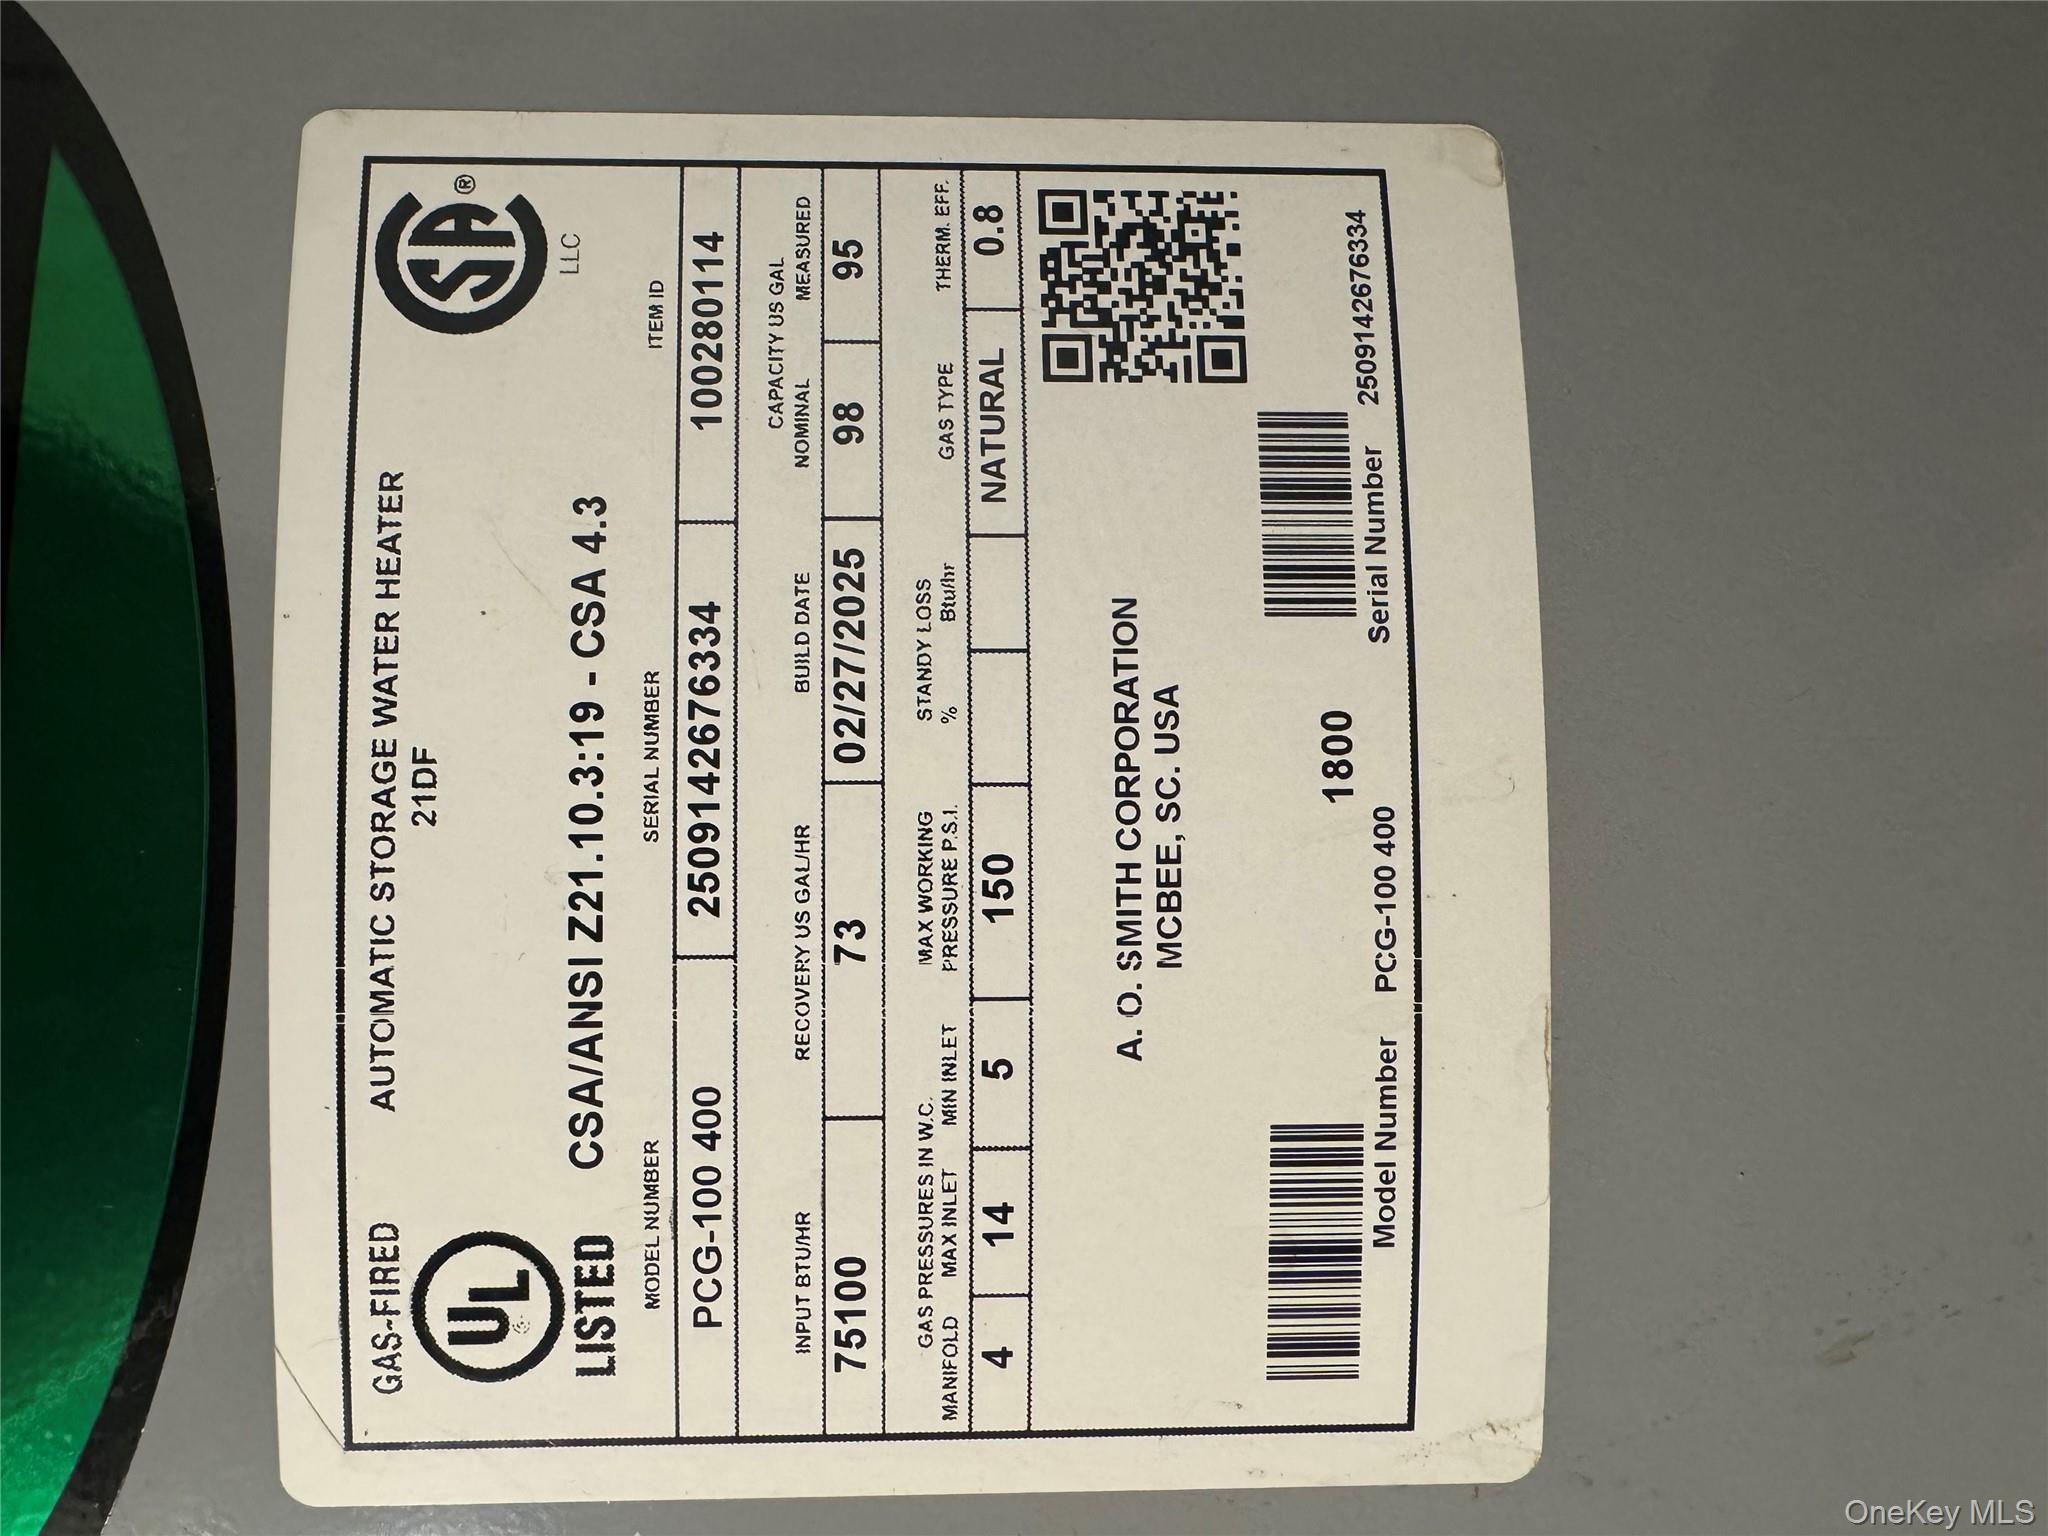 GAS-FIRED AUTOMATIC STORAGE WATER HEATER
21DF
UL ®
SA ®
LLC
LISTED CSA/ANSI Z21.10.3:19 - CSA 4.3
MODEL NUMBER SERIAL NUMBER ITEM ID
PCG-100 400 2509142676334 100280114
INPUT BTU/HR RECOVERY US GAL/HR BUILD DATE CAPACITY US GAL
NOMINAL MEASURED
75100 73 02/27/2025 98 95
GAS PRESSURES IN W.C. MAX WORKING STANDY LOSS
MANIFOLD MAX INLET MIN INLET PRESSURE P.S.I. % Btu/hr GAS TYPE THERM. EFF.
4 14 5 150 NATURAL 0.8
A. O. SMITH CORPORATION
MCBEE, SC. USA
1800
Model Number PCG-100 400 Serial Number 2509142676334
OneKey MLS